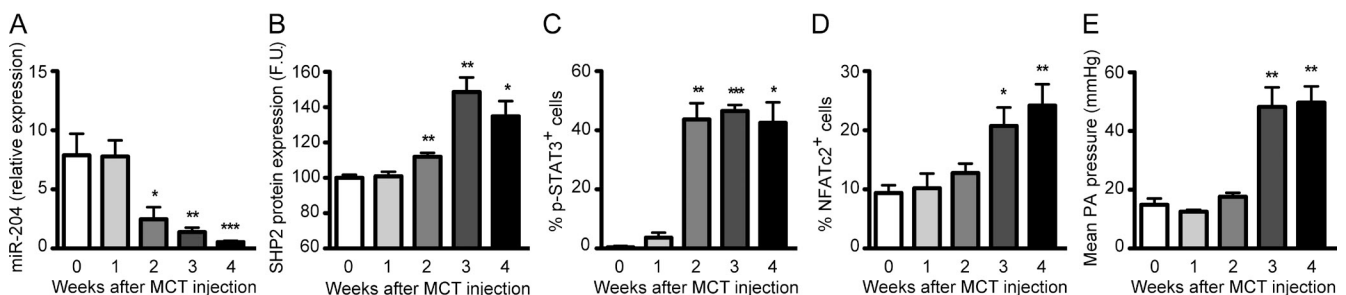 A
miR-204 (relative expression)
15
10
5
0
*
**
***
0 1 2 3 4
Weeks after MCT injection
B
SHP2 protein expression (F.U.)
160
140
120
100
80
60
**
**
*
0 1 2 3 4
Weeks after MCT injection
C
% p-STAT3+ cells
60
40
20
0
**
***
*
0 1 2 3 4
Weeks after MCT injection
D
% NFATc2+ cells
30
20
10
0
*
**
0 1 2 3 4
Weeks after MCT injection
E
Mean PA pressure (mmHg)
60
40
20
0
**
**
0 1 2 3 4
Weeks after MCT injection